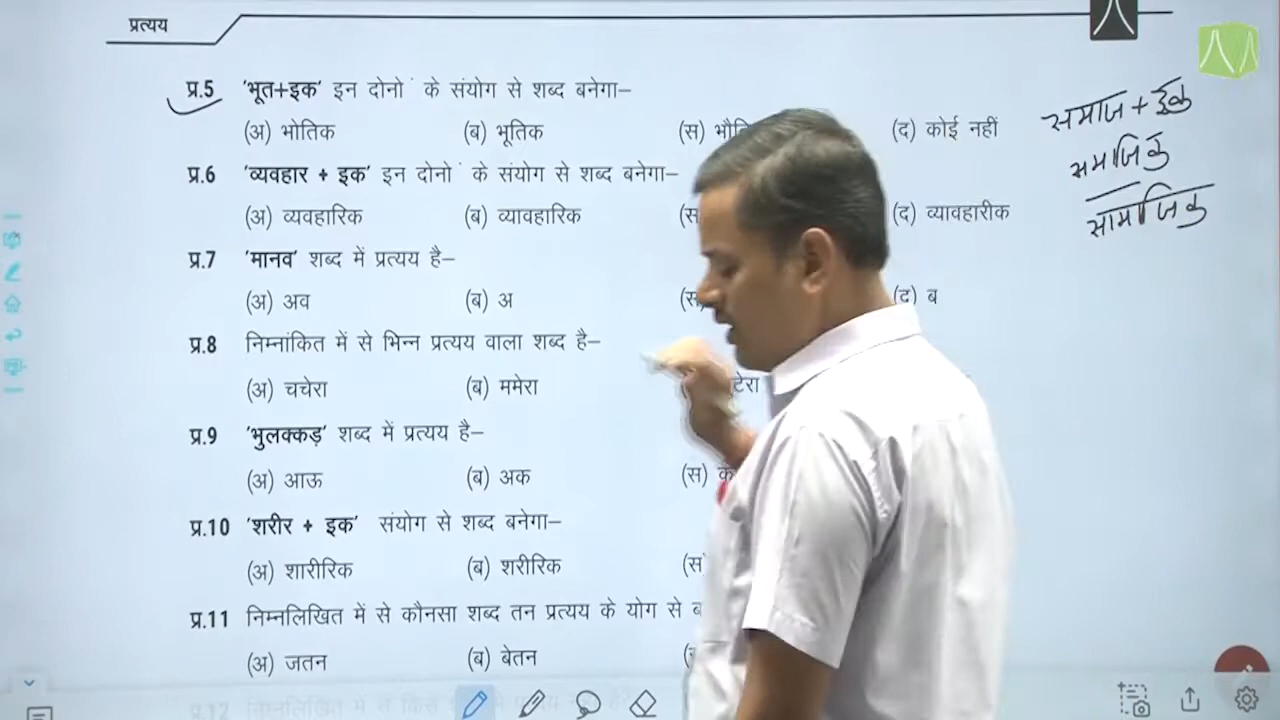 प्रत्यय
प्र.5 'भूत+इक' इन दोनों के संयोग से शब्द बनेगा–
(अ) भोतिक (ब) भूतिक (स) (द) कोई नहीं
समाज + इक
समाजिक
सामाजिक
प्र.6 'व्यवहार + इक' इन दोनों के संयोग से शब्द बनेगा–
(अ) व्यवहारिक (ब) व्यावहारिक (द) व्यावहारीक
प्र.7 'मानव' शब्द में प्रत्यय है–
(अ) अव (ब) अ (द) ब
प्र.8 निम्नांकित में से भिन्न प्रत्यय वाला शब्द है–
(अ) चचेरा (ब) ममेरा
प्र.9 'भुलक्कड़' शब्द में प्रत्यय है–
(अ) आऊ (ब) अक (स)
प्र.10 'शरीर + इक' संयोग से शब्द बनेगा–
(अ) शारीरिक (ब) शरीरिक (स)
प्र.11 निम्नलिखित में से कौनसा शब्द तन प्रत्यय के योग से
(अ) जतन (ब) बेतन